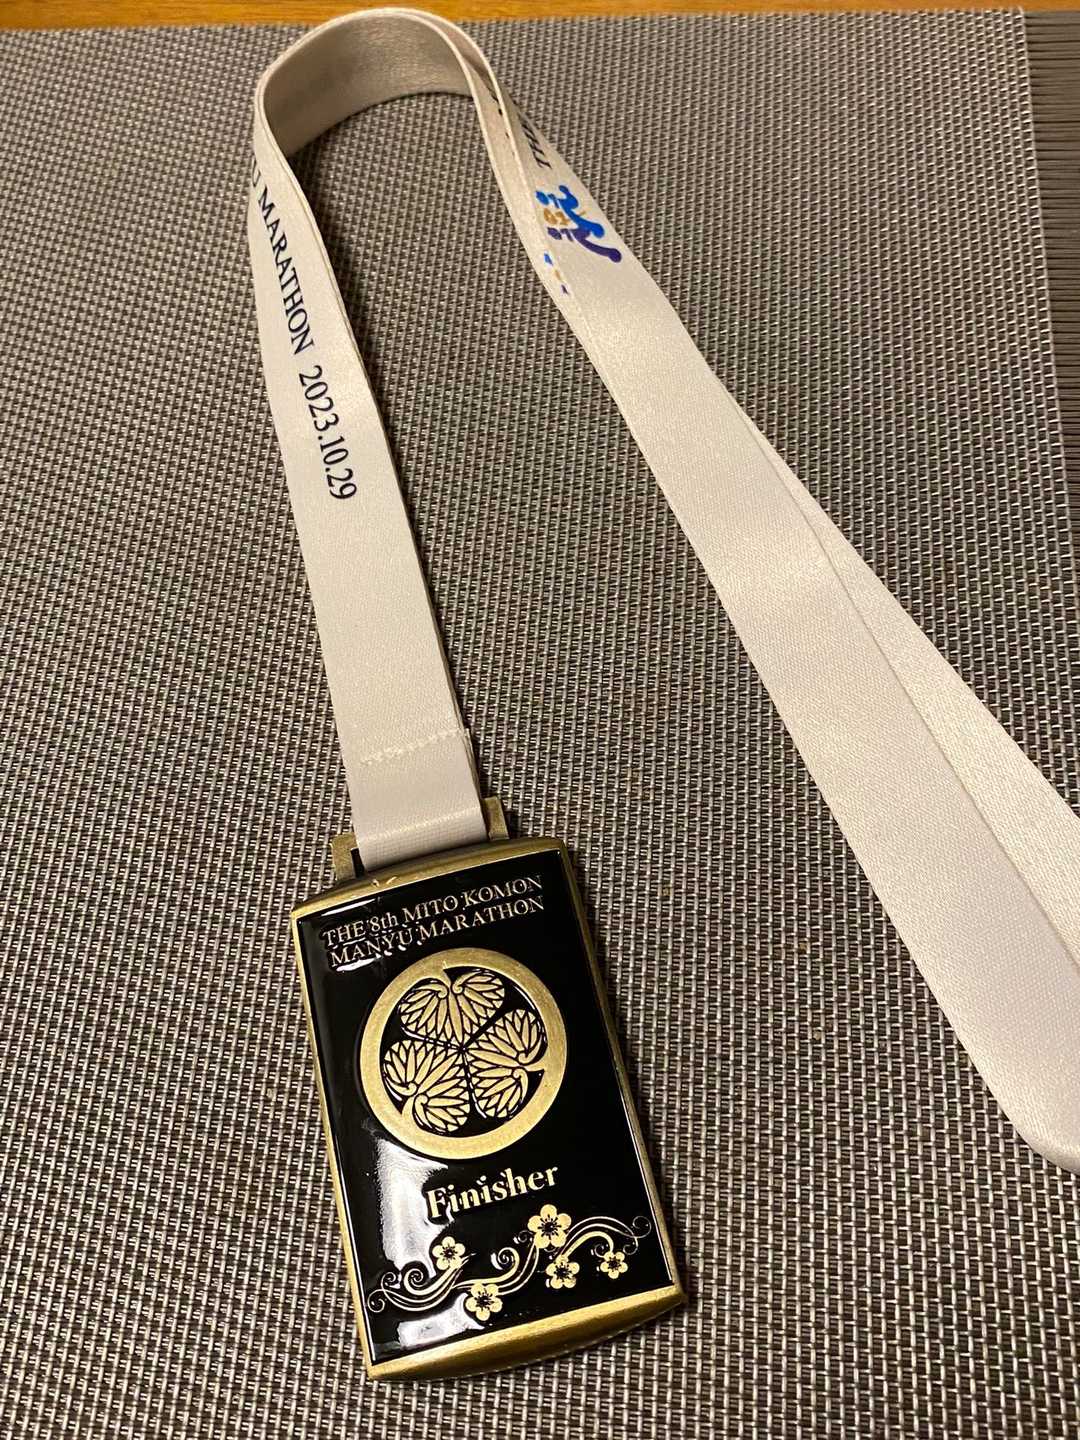 MARATHON 2023.10.29
THE 8th MITO KOMON
MANYU MARATHON
Finisher